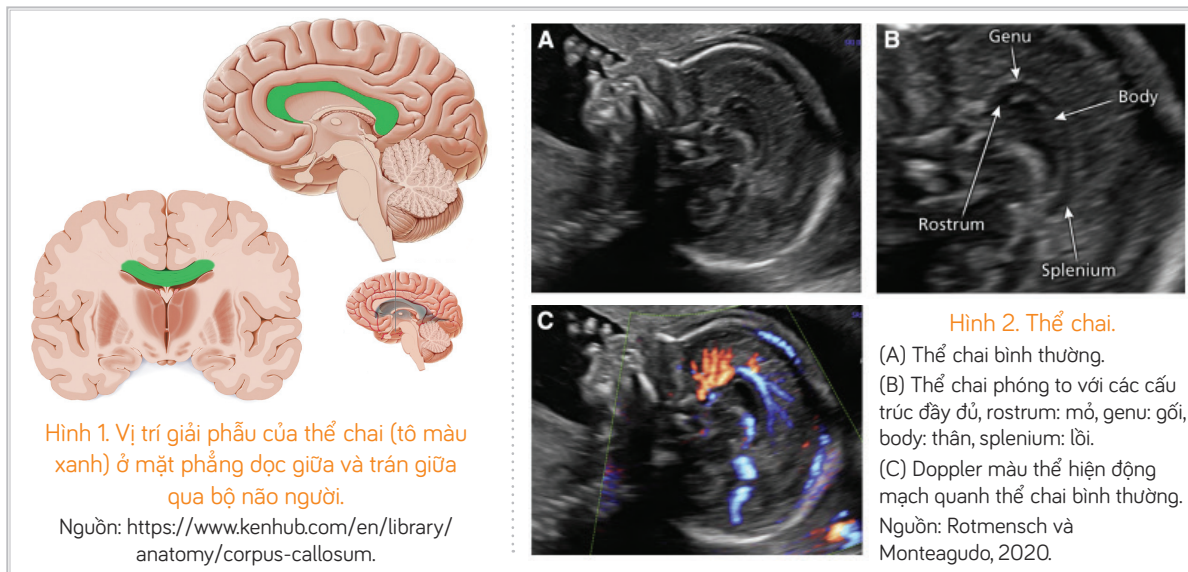 Hình 1. Vị trí giải phẫu của thể chai (tô màu
xanh) ở mặt phẳng dọc giữa và trán giữa
qua bộ não người.
Nguồn: https://www.kenhub.com/en/library/
anatomy/corpus-callosum.
A
B
Genu
Body
Rostrum
Splenium
C
Hình 2. Thể chai.
(A) Thể chai bình thường.
(B) Thể chai phóng to với các cấu
trúc đầy đủ, rostrum: mỏ, genu: gối,
body: thân, splenium: lồi.
(C) Doppler màu thể hiện động
mạch quanh thể chai bình thường.
Nguồn: Rotmensch và
Monteagudo, 2020.